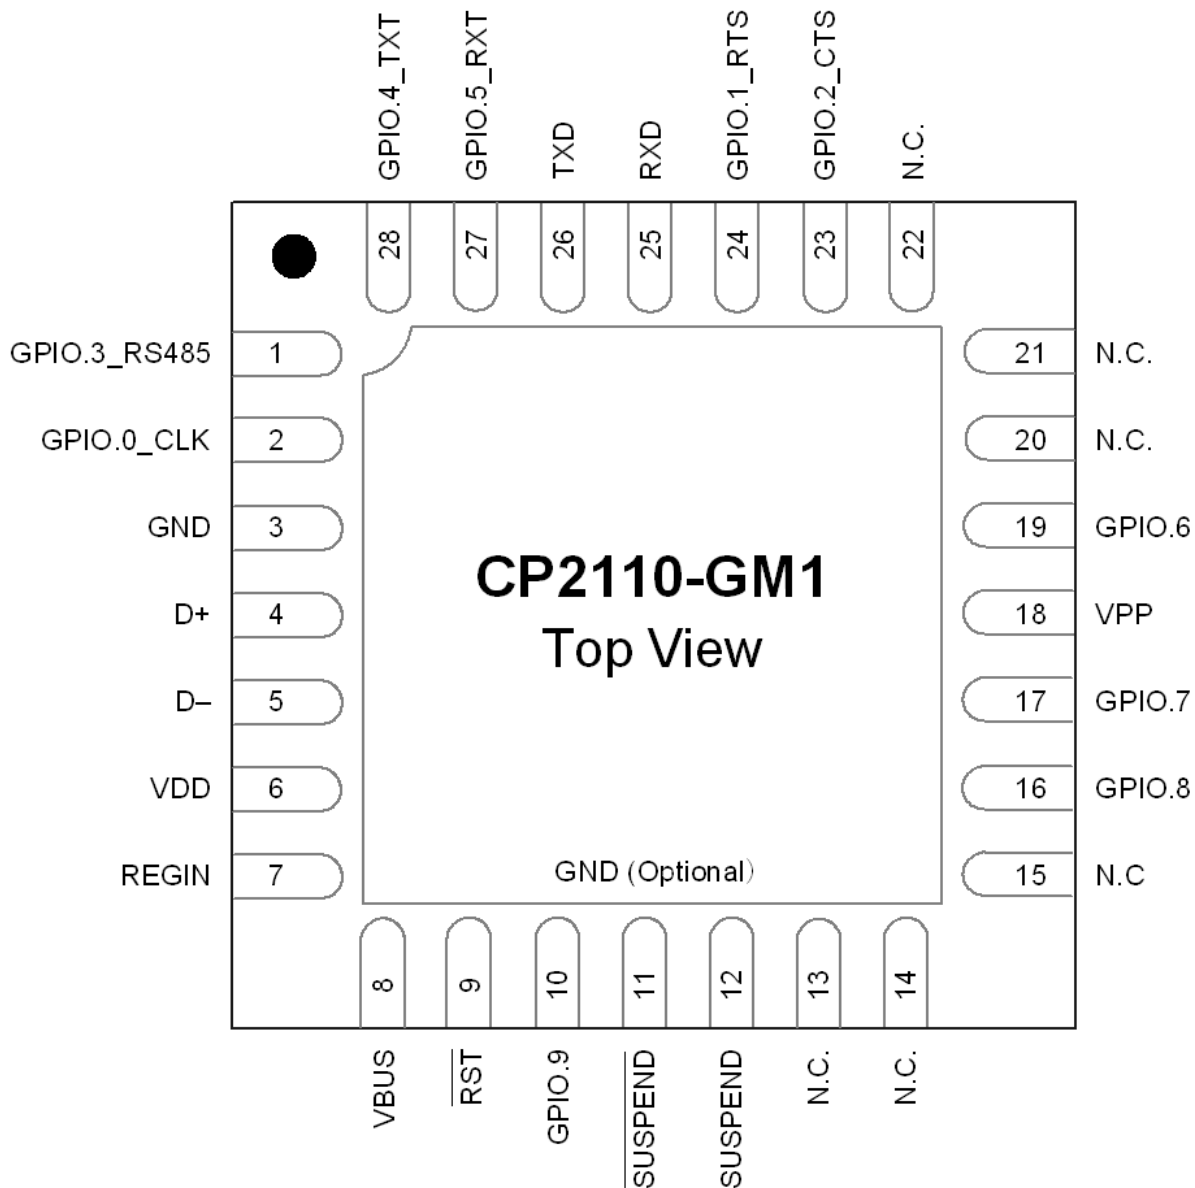 GPIO.4_TXT
GPIO.5_RXT
TXD
RXD
GPIO.1_RTS
GPIO.2_CTS
N.C.
28
27
26
25
24
23
22
GPIO.3_RS485 1
GPIO.0_CLK 2
GND 3
D+ 4
D– 5
VDD 6
REGIN 7
CP2110-GM1
Top View
GND (Optional)
21 N.C.
20 N.C.
19 GPIO.6
18 VPP
17 GPIO.7
16 GPIO.8
15 N.C
8
9
10
11
12
13
14
VBUS
R̅S̅T̅
GPIO.9
S̅U̅S̅P̅E̅N̅D̅
SUSPEND
N.C.
N.C.